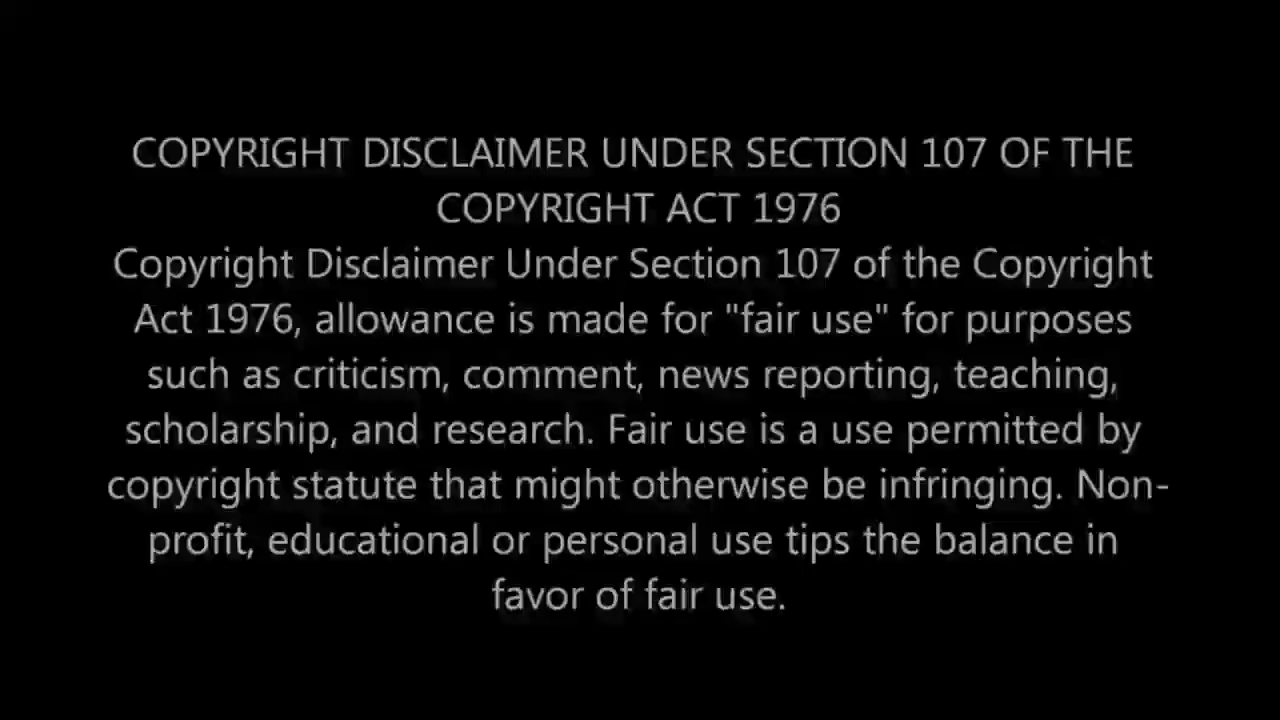 COPYRIGHT DISCLAIMER UNDER SECTION 107 OF THE
COPYRIGHT ACT 1976
Copyright Disclaimer Under Section 107 of the Copyright
Act 1976, allowance is made for "fair use" for purposes
such as criticism, comment, news reporting, teaching,
scholarship, and research. Fair use is a use permitted by
copyright statute that might otherwise be infringing. Non-
profit, educational or personal use tips the balance in
favor of fair use.